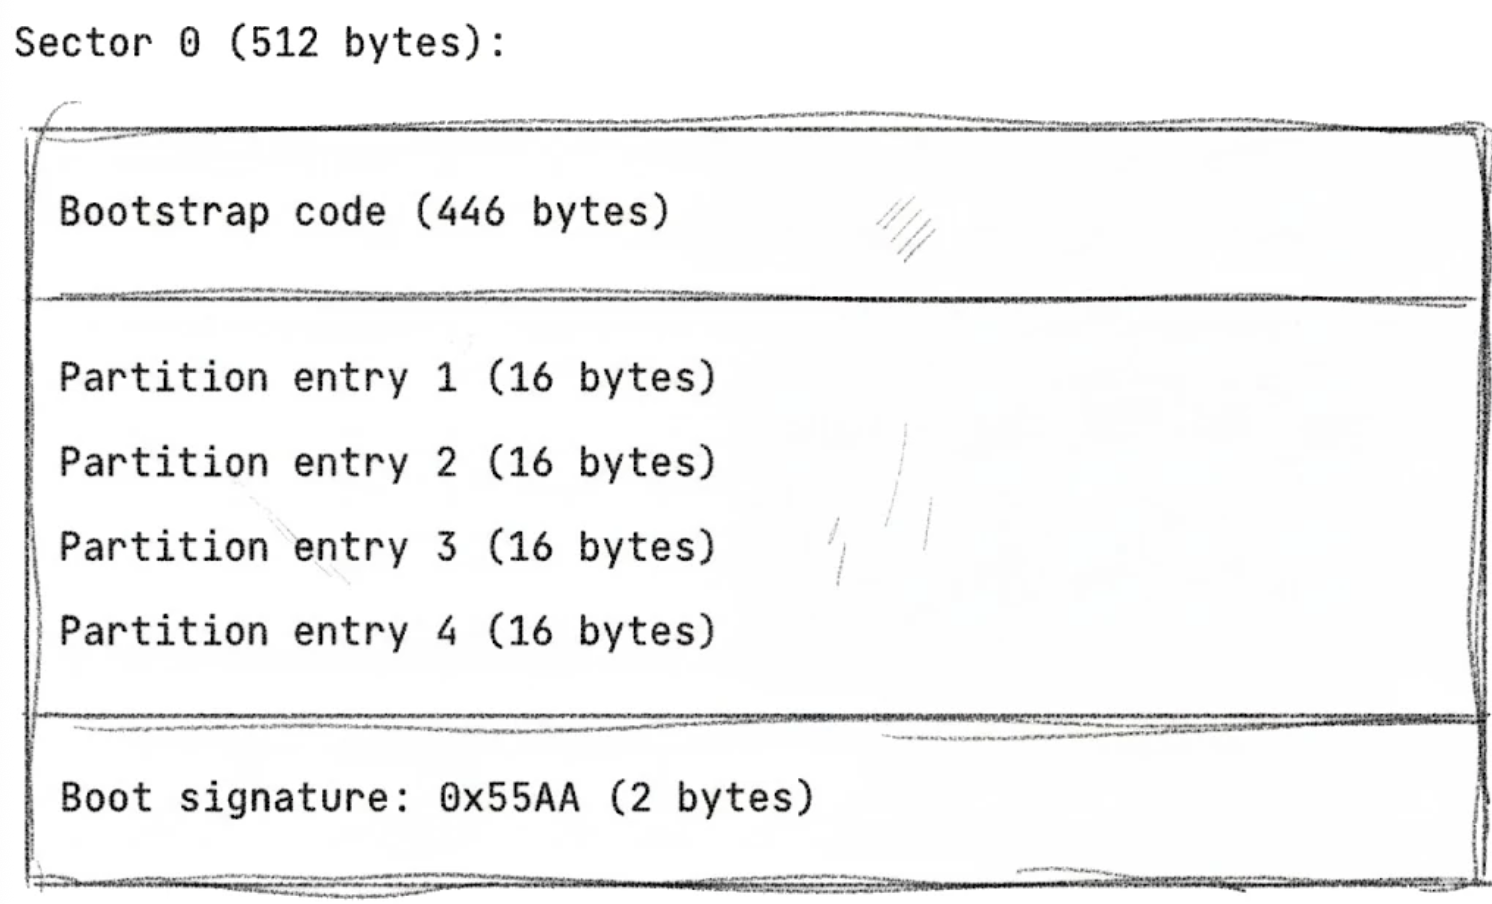 Sector 0 (512 bytes):
Bootstrap code (446 bytes)
Partition entry 1 (16 bytes)
Partition entry 2 (16 bytes)
Partition entry 3 (16 bytes)
Partition entry 4 (16 bytes)
Boot signature: 0x55AA (2 bytes)